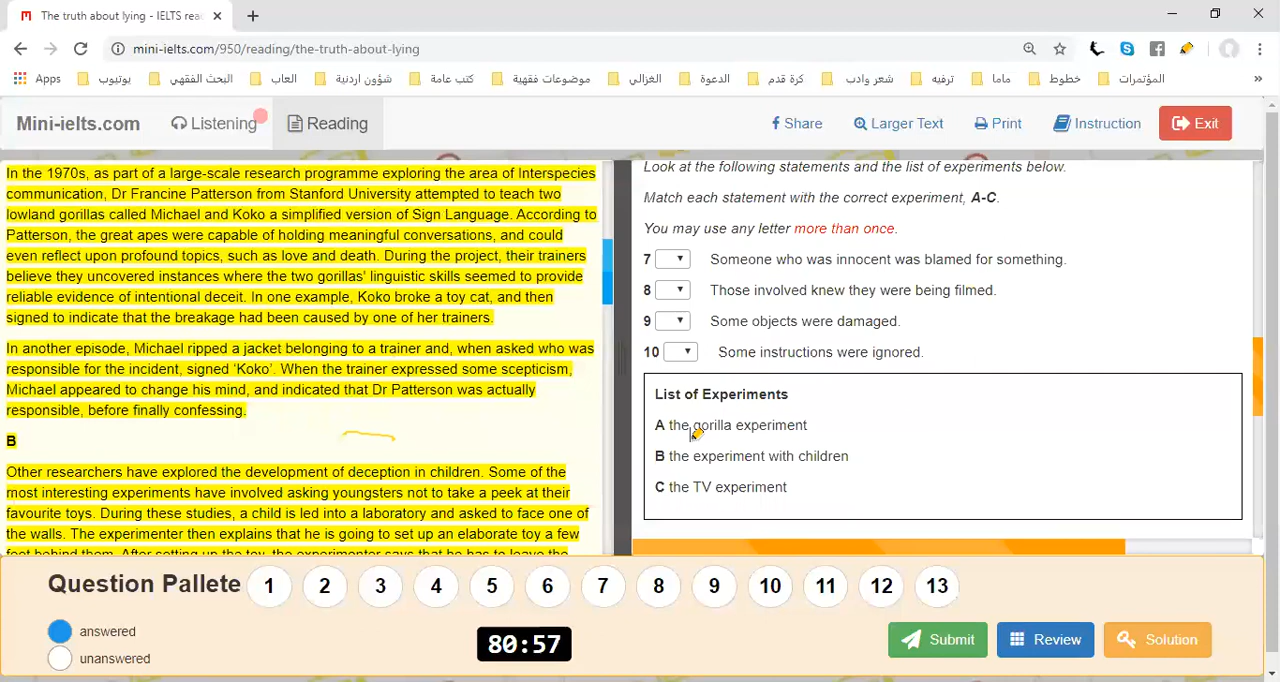 The truth about lying - IELTS rea
mini-ielts.com/950/reading/the-truth-about-lying
Apps
يوتيوب
البحث الفقهي
العاب
شؤون اردنية
كتب عامة
موضوعات فقهية
الغزالي
الدعوة
كرة قدم
شعر وادب
ترفيه
ماما
خطوط
المؤتمرات
»
Mini-ielts.com
Listening
Reading
Share
Larger Text
Print
Instruction
Exit
In the 1970s, as part of a large-scale research programme exploring the area of Interspecies
communication, Dr Francine Patterson from Stanford University attempted to teach two
lowland gorillas called Michael and Koko a simplified version of Sign Language. According to
Patterson, the great apes were capable of holding meaningful conversations, and could
even reflect upon profound topics, such as love and death. During the project, their trainers
believe they uncovered instances where the two gorillas' linguistic skills seemed to provide
reliable evidence of intentional deceit. In one example, Koko broke a toy cat, and then
signed to indicate that the breakage had been caused by one of her trainers.
In another episode, Michael ripped a jacket belonging to a trainer and, when asked who was
responsible for the incident, signed ‘Koko’. When the trainer expressed some scepticism,
Michael appeared to change his mind, and indicated that Dr Patterson was actually
responsible, before finally confessing.
B
Other researchers have explored the development of deception in children. Some of the
most interesting experiments have involved asking youngsters not to take a peek at their
favourite toys. During these studies, a child is led into a laboratory and asked to face one of
the walls. The experimenter then explains that he is going to set up an elaborate toy a few
feet behind them. After setting up the toy, the experimenter says that he has to leave the
Look at the following statements and the list of experiments below.
Match each statement with the correct experiment, A-C.
You may use any letter more than once.
7 Someone who was innocent was blamed for something.
8 Those involved knew they were being filmed.
9 Some objects were damaged.
10 Some instructions were ignored.
List of Experiments
A the gorilla experiment
B the experiment with children
C the TV experiment
Question Pallete 1 2 3 4 5 6 7 8 9 10 11 12 13
answered
unanswered
80:57
Submit
Review
Solution